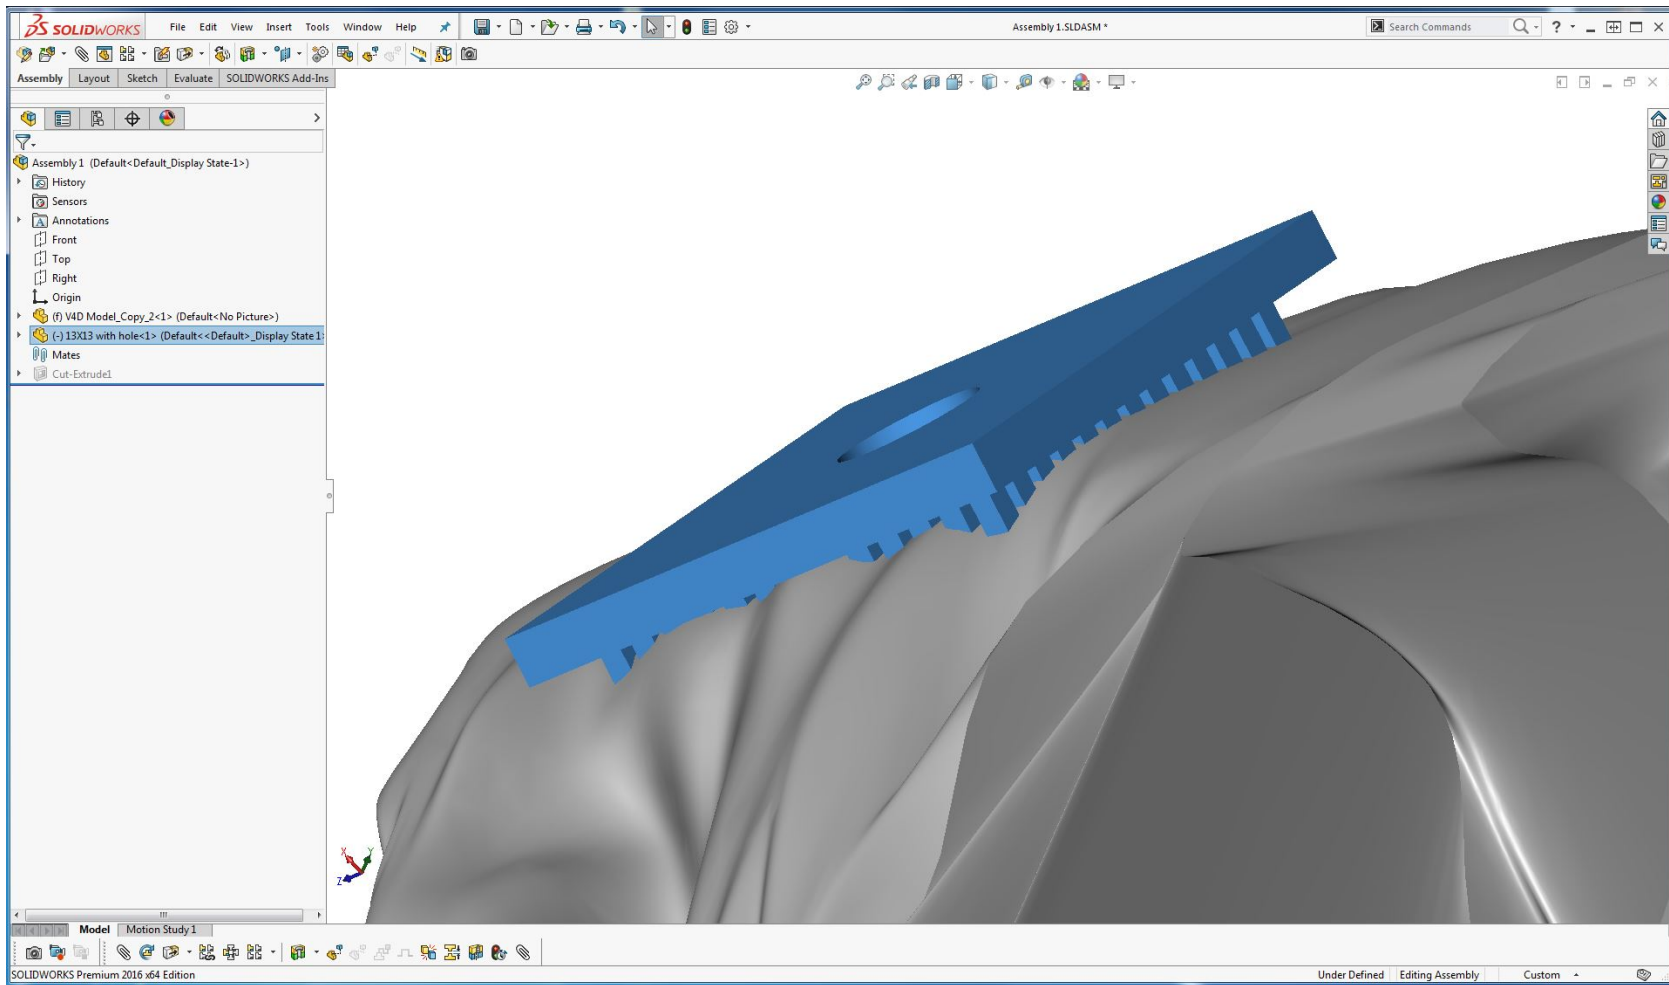 SOLIDWORKS File Edit View Insert Tools Window Help Assembly 1.SLDASM * Search Commands ?
Assembly Layout Sketch Evaluate SOLIDWORKS Add-Ins
Assembly 1 (Default<Default_Display State-1>)
History
Sensors
A Annotations
Front
Top
Right
Origin
(f) V4D Model_Copy_2<1> (Default<No Picture>)
(-) 13X13 with hole<1> (Default<<Default>_Display State 1
Mates
Cut-Extrude1
X Y
Z
Model Motion Study 1
SOLIDWORKS Premium 2016 x64 Edition Under Defined Editing Assembly Custom